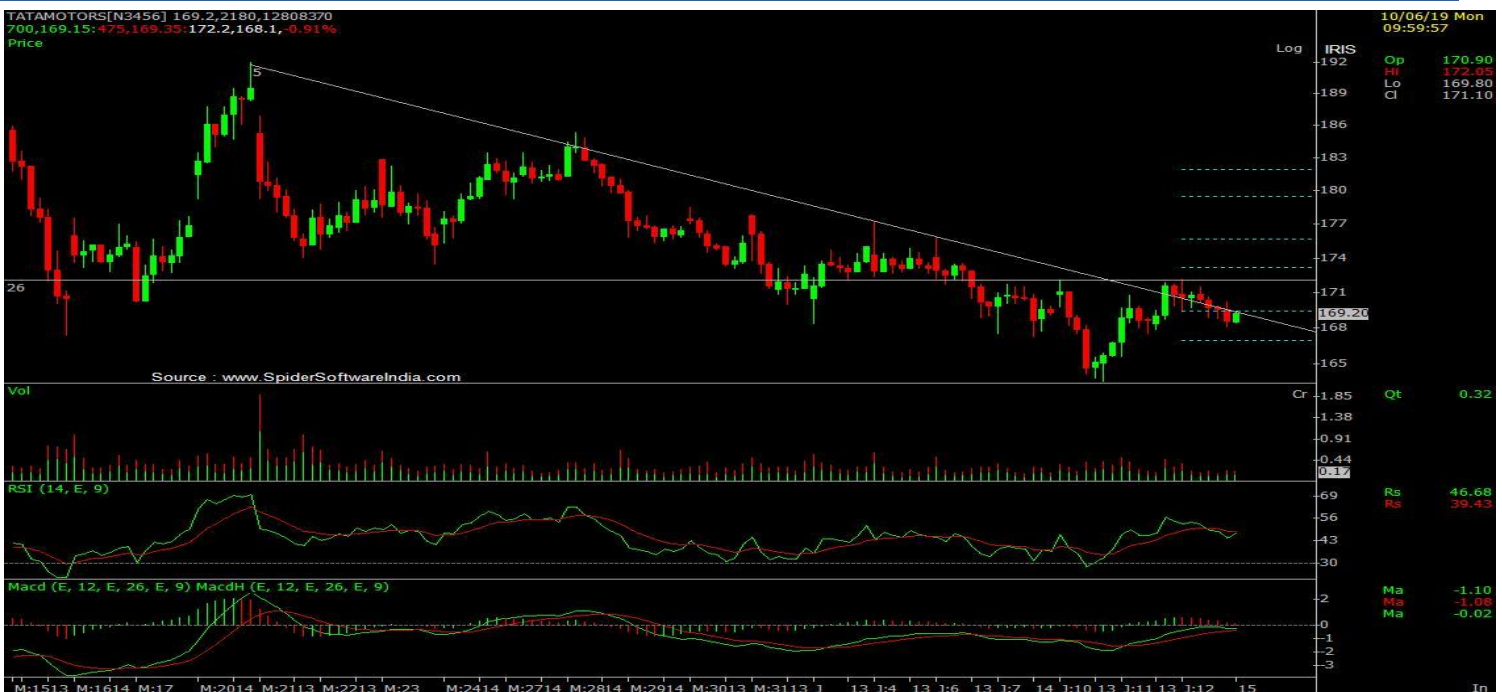 TATAMOTORS[N3456] 169.2,2180,12808370
700,169.15:475,169.35:172.2,168.1,-0.91%
Price
10/06/19 Mon
09:59:57
Log IRIS
Op 170.90
Hi 172.05
Lo 169.80
Cl 171.10
192
189
186
183
180
177
174
171
169.20
168
165
5
26
Source : www.SpiderSoftwareIndia.com
Vol
Cr
1.85
1.38
0.91
0.44
0.17
Qt 0.32
RSI (14, E, 9)
69
56
43
30
Rs 46.68
Rs 39.43
Macd (E, 12, E, 26, E, 9) MacdH (E, 12, E, 26, E, 9)
2
0
-1
-2
-3
Ma -1.10
Ma -1.08
Ma -0.02
M:1513 M:1614 M:17 M:2014 M:2113 M:2213 M:23 M:2414 M:2714 M:2814 M:2914 M:3013 M:3113 J 13 J:4 13 J:6 13 J:7 14 J:10 13 J:11 13 J:12 15 In